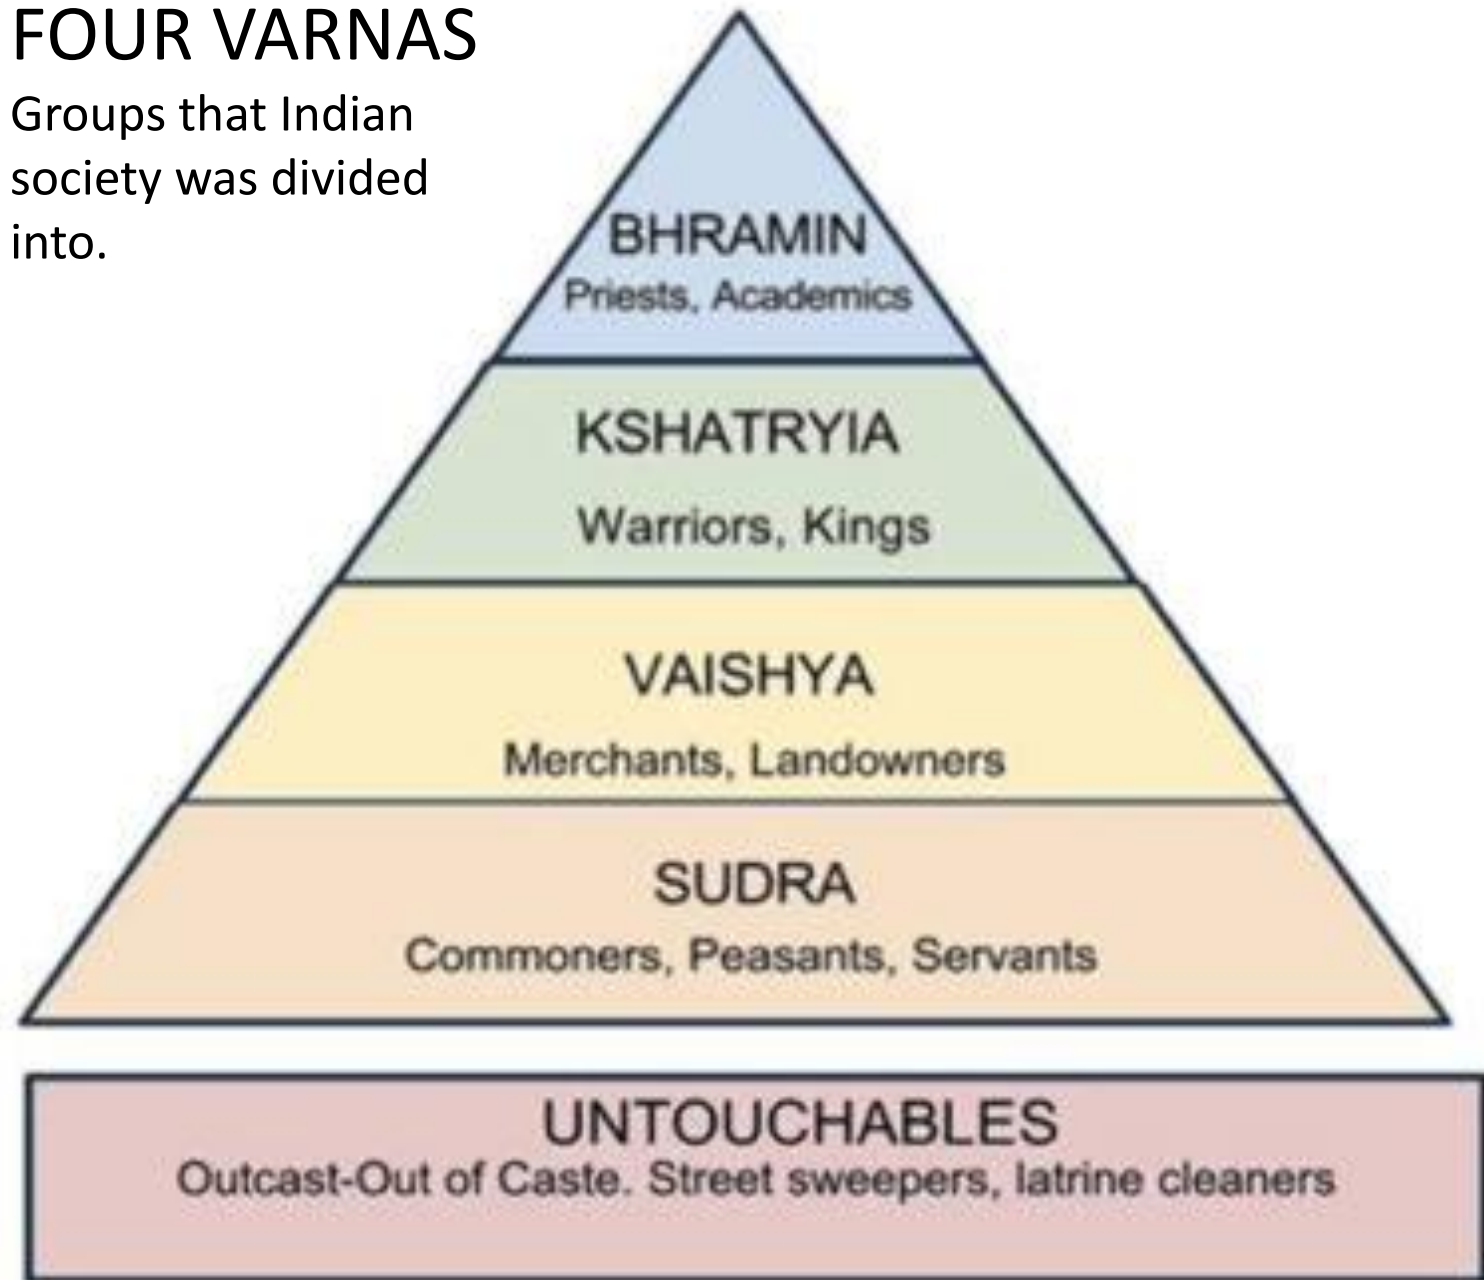 FOUR VARNAS
Groups that Indian
society was divided
into.
BHRAMIN
Priests, Academics
KSHATRYIA
Warriors, Kings
VAISHYA
Merchants, Landowners
SUDRA
Commoners, Peasants, Servants
UNTOUCHABLES
Outcast-Out of Caste. Street sweepers, latrine cleaners